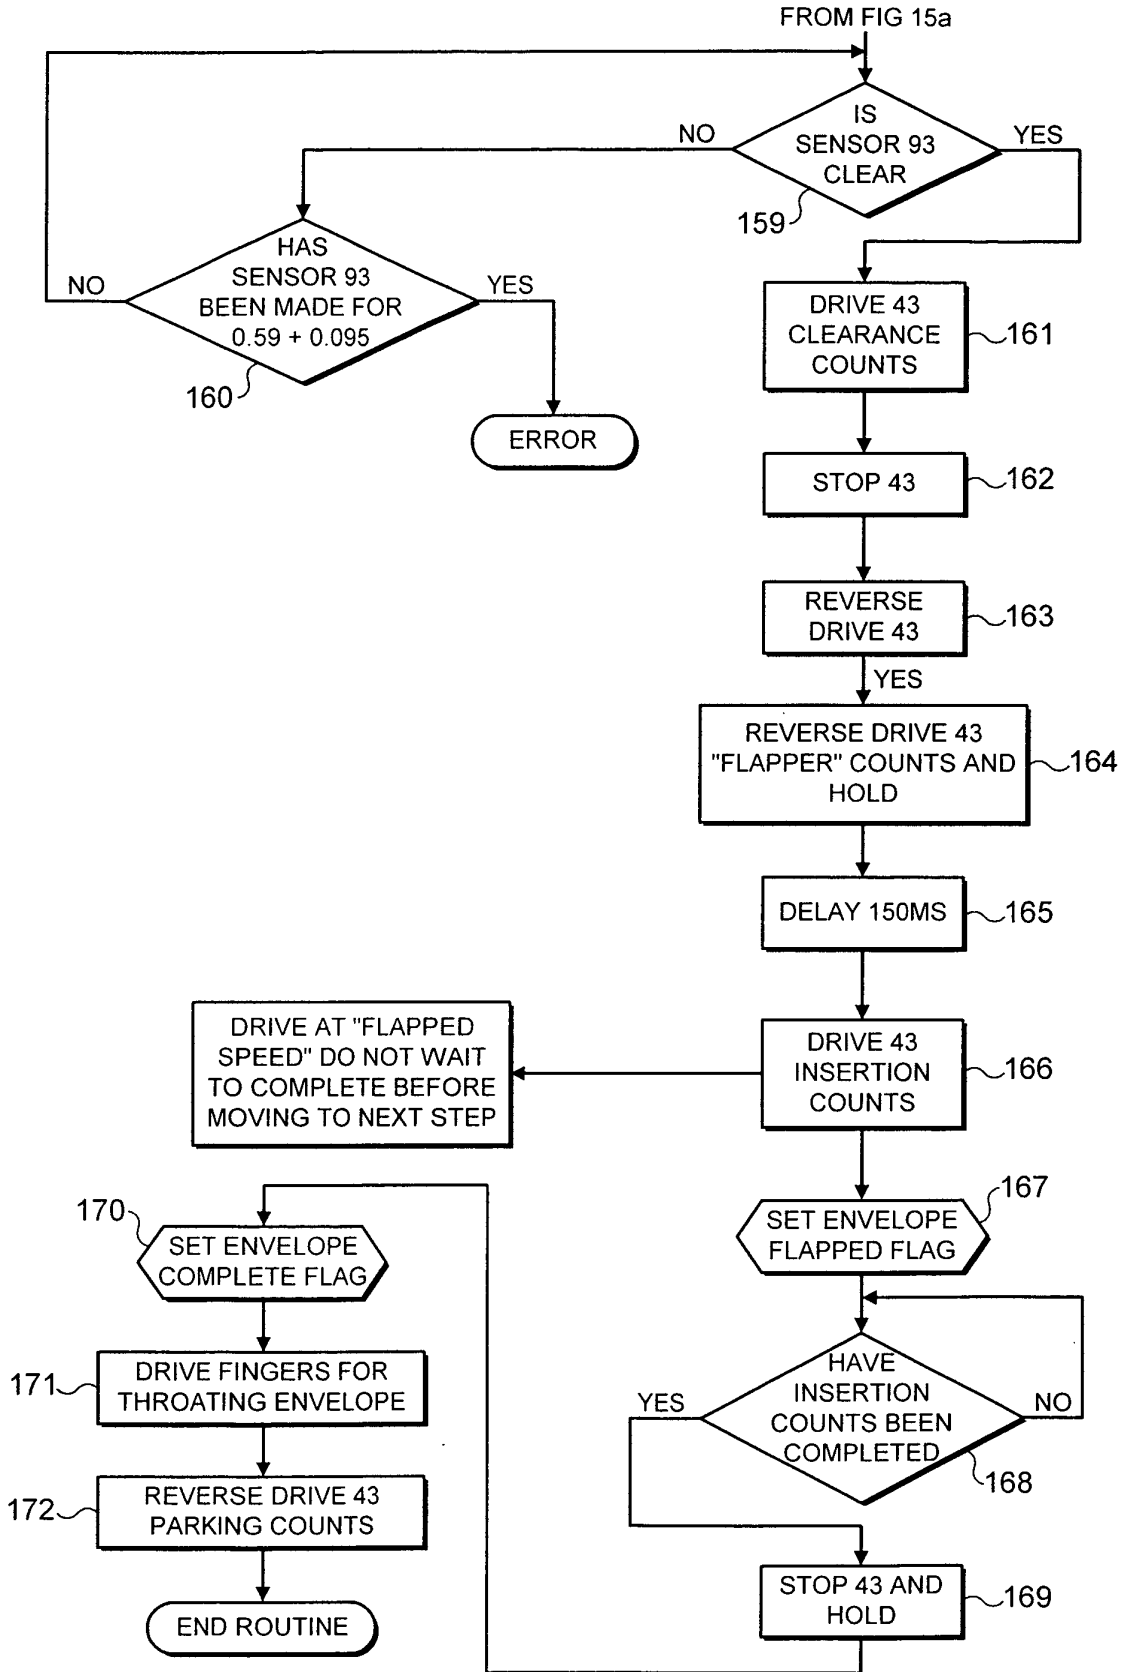 FROM FIG 15a
IS
SENSOR 93
CLEAR
NO
YES
159
HAS
SENSOR 93
BEEN MADE FOR
0.59 + 0.095
NO
YES
160
ERROR
DRIVE 43
CLEARANCE
COUNTS
161
STOP 43
162
REVERSE
DRIVE 43
163
YES
REVERSE DRIVE 43
"FLAPPER" COUNTS AND
HOLD
164
DELAY 150MS
165
DRIVE 43
INSERTION
COUNTS
166
DRIVE AT "FLAPPED
SPEED" DO NOT WAIT
TO COMPLETE BEFORE
MOVING TO NEXT STEP
SET ENVELOPE
FLAPPED FLAG
167
HAVE
INSERTION
COUNTS BEEN
COMPLETED
YES
NO
168
STOP 43 AND
HOLD
169
170
SET ENVELOPE
COMPLETE FLAG
171
DRIVE FINGERS FOR
THROATING ENVELOPE
172
REVERSE DRIVE 43
PARKING COUNTS
END ROUTINE